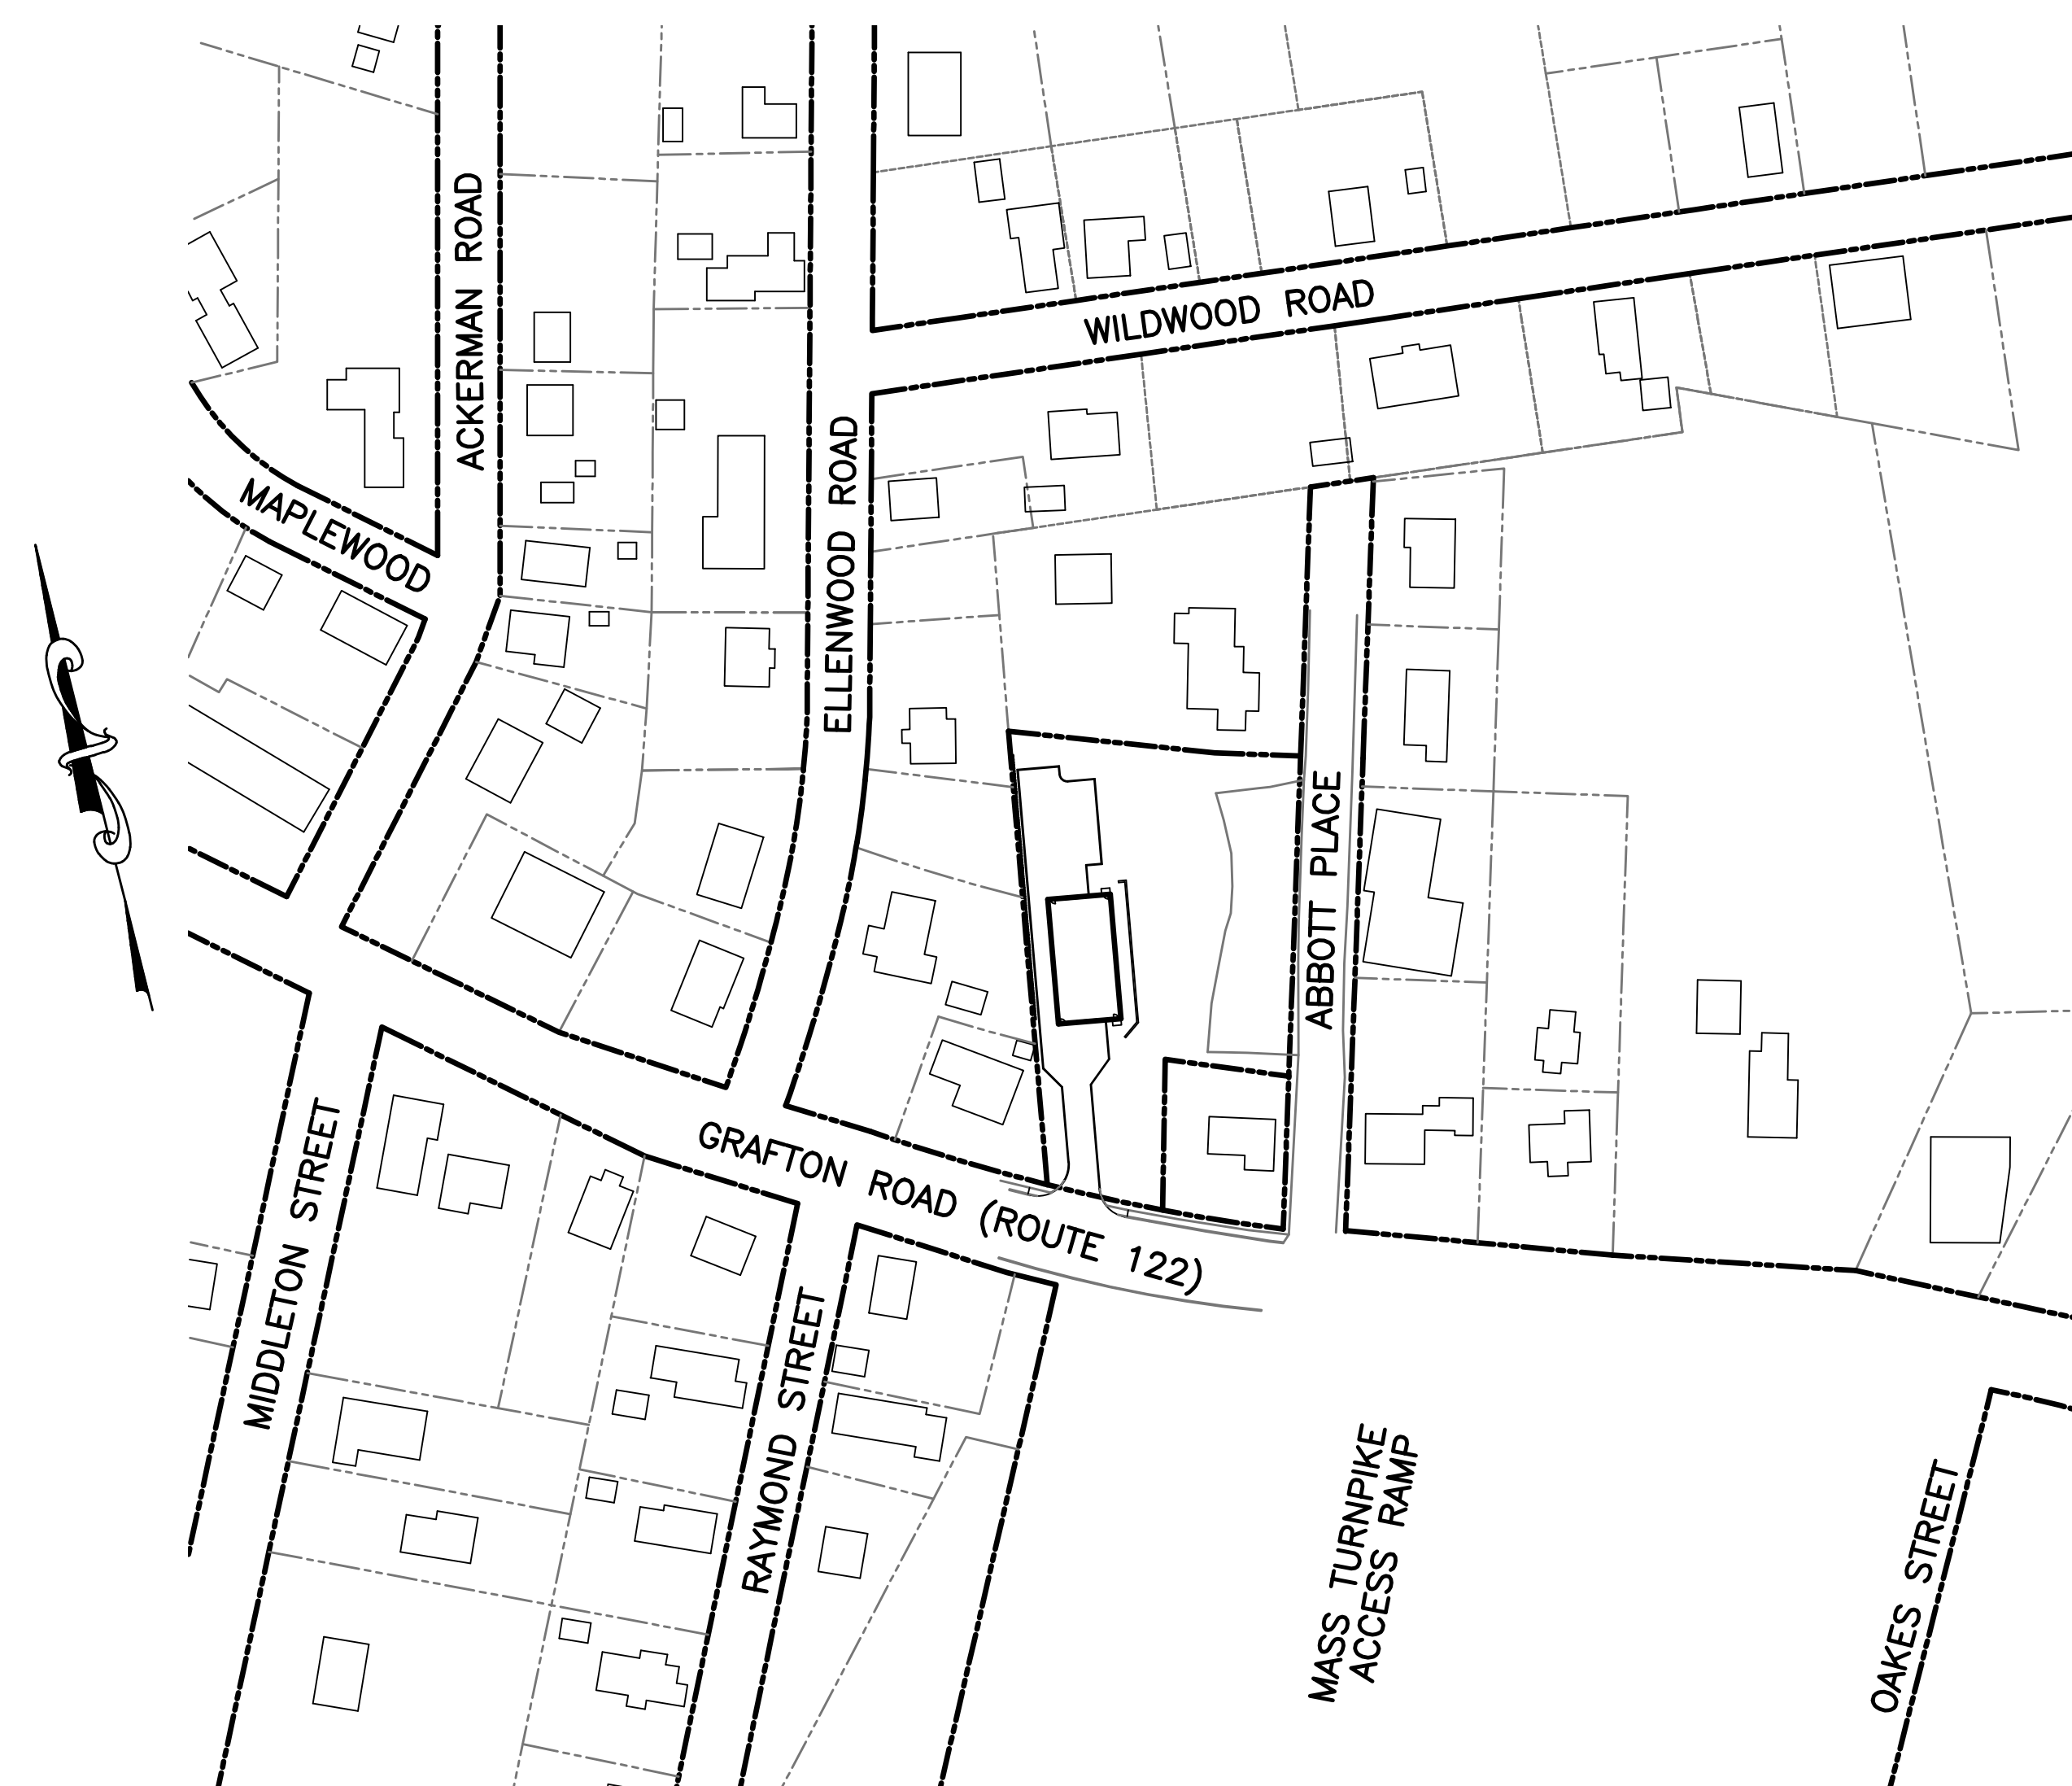 ACKERMAN ROAD
WILDWOOD ROAD
MAPLEWOOD
ELLENWOOD ROAD
ABBOTT PLACE
GRAFTON ROAD (ROUTE 122)
MIDDLETON STREET
RAYMOND STREET
MASS TURNPIKE
ACCESS RAMP
OAKES STREET